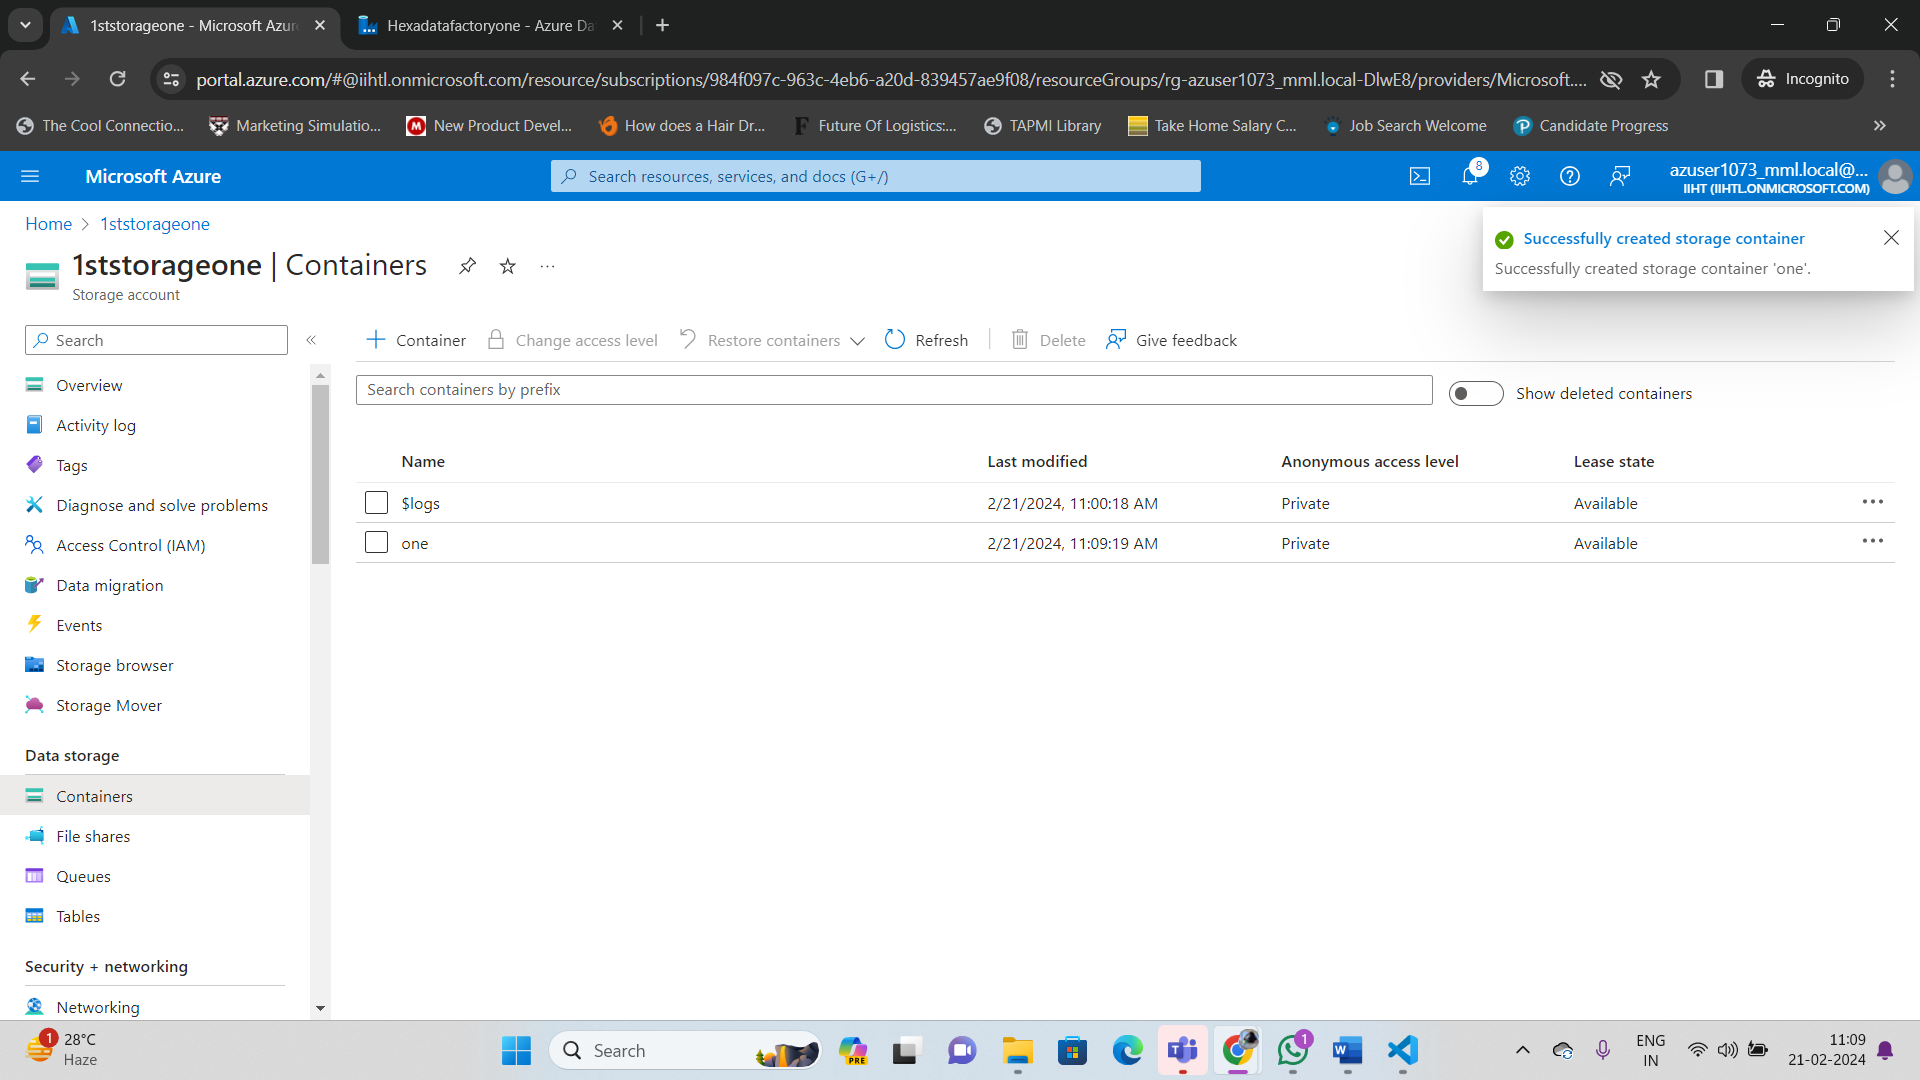 1ststorageone - Microsoft Azur
Hexadatafactoryone - Azure Da
portal.azure.com/#@iihtl.onmicrosoft.com/resource/subscriptions/984f097c-963c-4eb6-a20d-839457ae9f08/resourceGroups/rg-azuser1073_mml.local-DlwE8/providers/Microsoft....
Incognito
The Cool Connectio...
Marketing Simulatio...
New Product Devel...
How does a Hair Dr...
Future Of Logistics:...
TAPMI Library
Take Home Salary C...
Job Search Welcome
Candidate Progress
Microsoft Azure
Search resources, services, and docs (G+/)
8
azuser1073_mml.local@...
IIHT (IIHTL.ONMICROSOFT.COM)
Home
1ststorageone
Successfully created storage container
Successfully created storage container 'one'.
1ststorageone | Containers
Storage account
Search
Container
Change access level
Restore containers
Refresh
Delete
Give feedback
Search containers by prefix
Show deleted containers
Name
Last modified
Anonymous access level
Lease state
$logs
2/21/2024, 11:00:18 AM
Private
Available
one
2/21/2024, 11:09:19 AM
Private
Available
Overview
Activity log
Tags
Diagnose and solve problems
Access Control (IAM)
Data migration
Events
Storage browser
Storage Mover
Data storage
Containers
File shares
Queues
Tables
Security + networking
Networking
1
28°C
Haze
Search
PRE
1
ENG
IN
11:09
21-02-2024